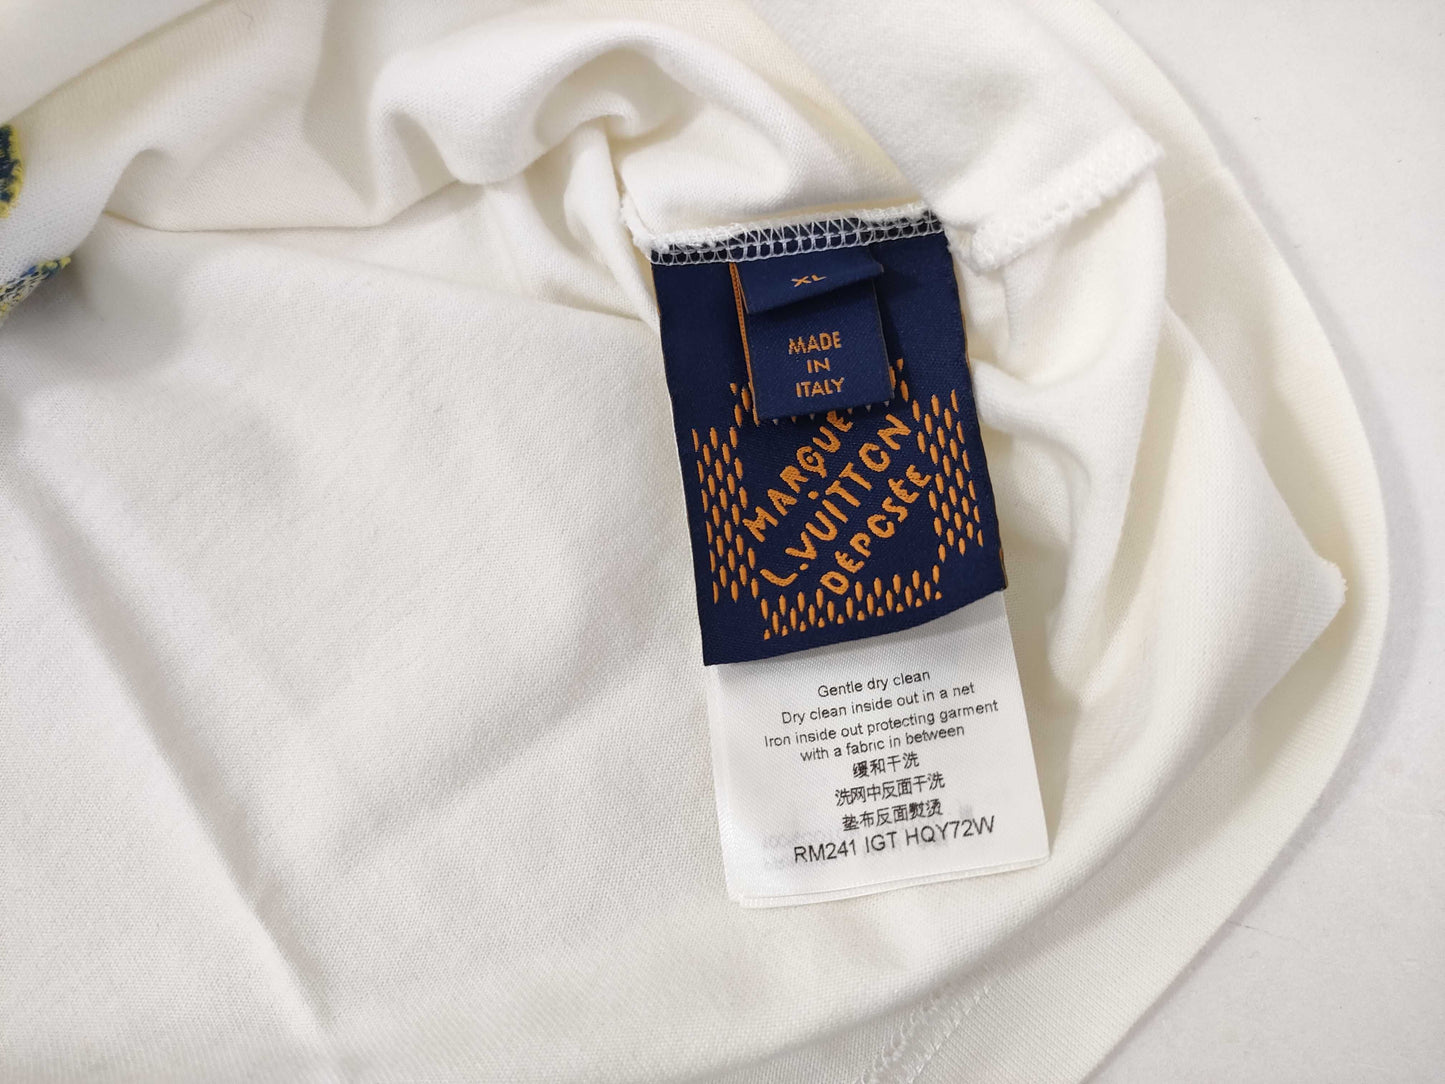 XL
MADE
IN
ITALY
MARQUE
L.VUITTON
DÉPOSÉE
Gentle dry clean
Dry clean inside out in a net
Iron inside out protecting garment
with a fabric in between
缓和干洗
洗网中反面干洗
垫布反面熨烫
RM241 IGT HQY72W